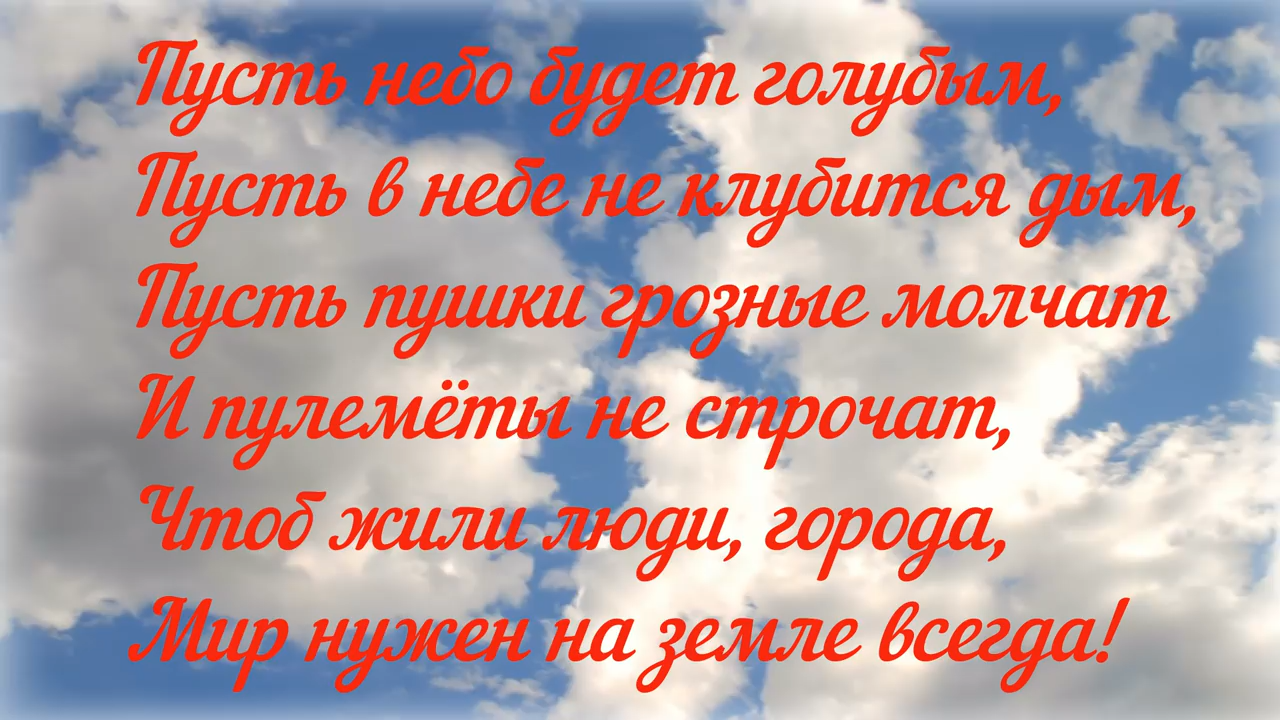 Пусть небо будет голубым,
Пусть в небе не клубится дым,
Пусть пушки грозные молчат
И пулемёты не строчат,
Чтоб жили люди, города,
Мир нужен на земле всегда!